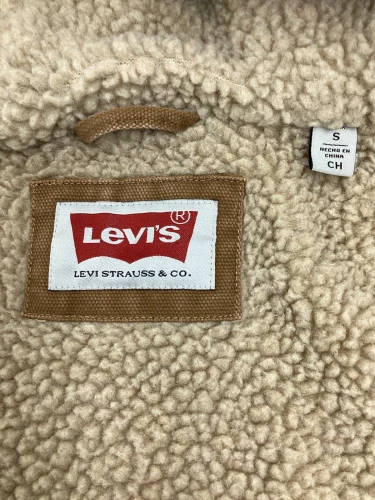 S
HECHO EN
CHINA
CH
LEVI'S®
LEVI STRAUSS & CO.